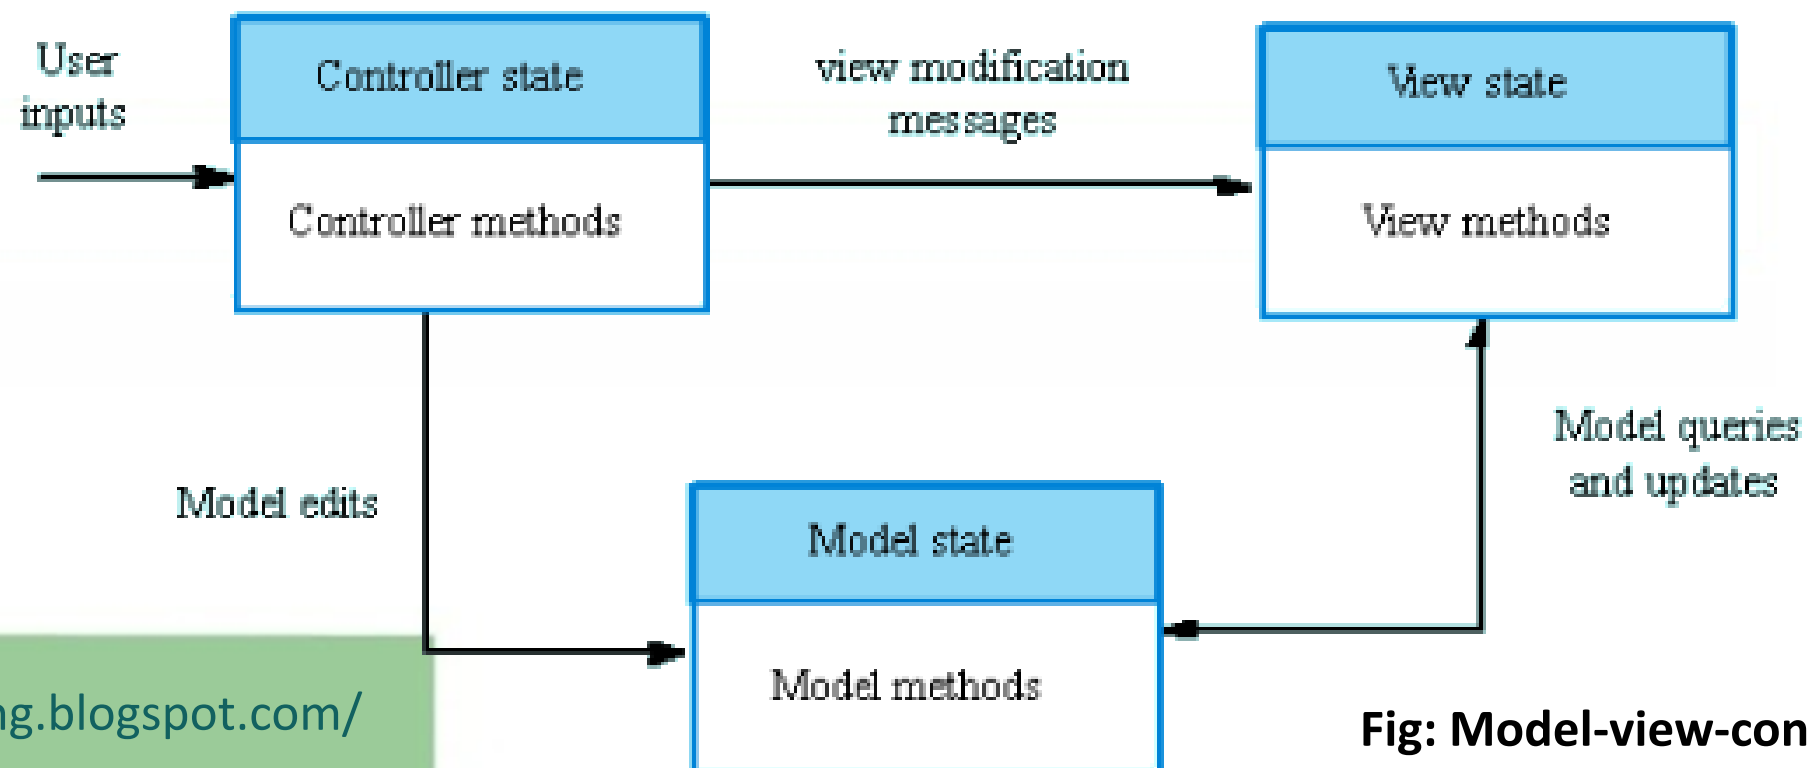 User
inputs
Controller state
Controller methods
view modification
messages
View state
View methods
Model edits
Model queries
and updates
Model state
Model methods
ng.blogspot.com/
Fig: Model-view-con